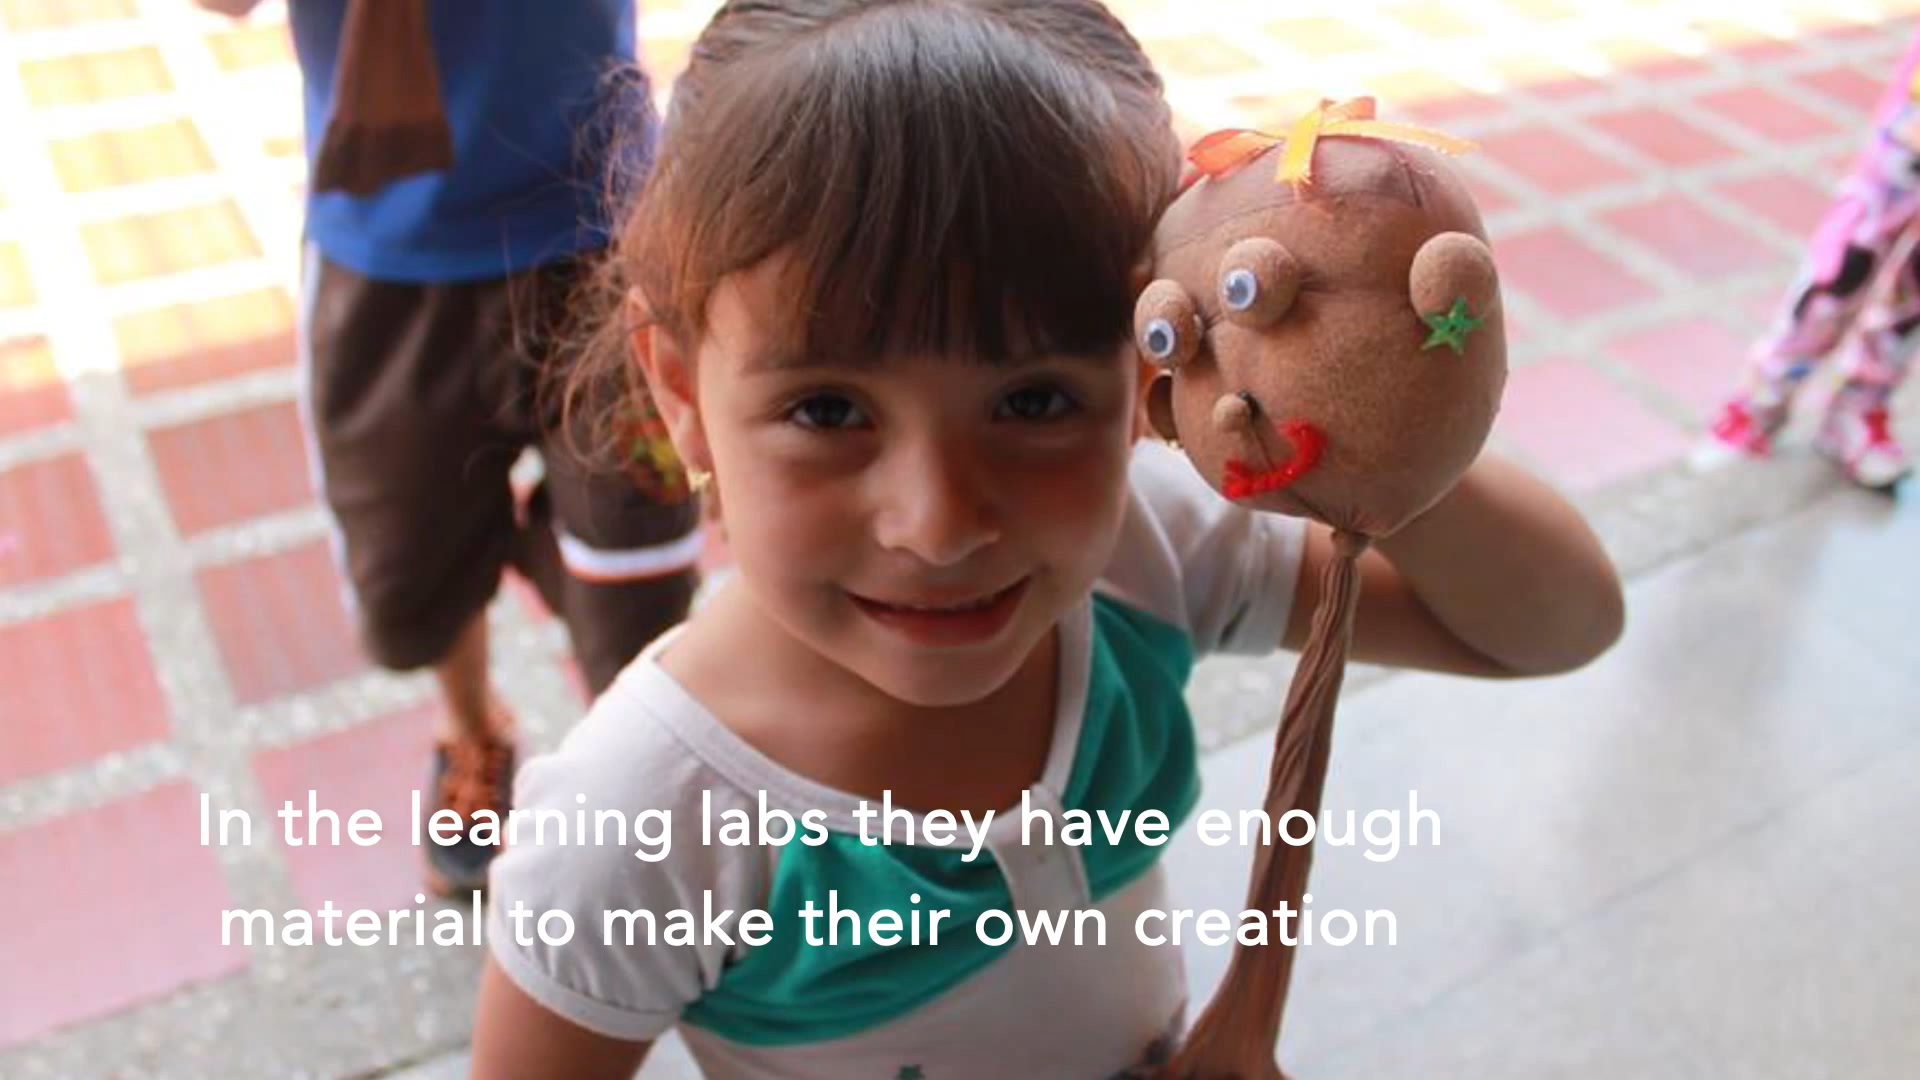 In the learning labs they have enough
material to make their own creation